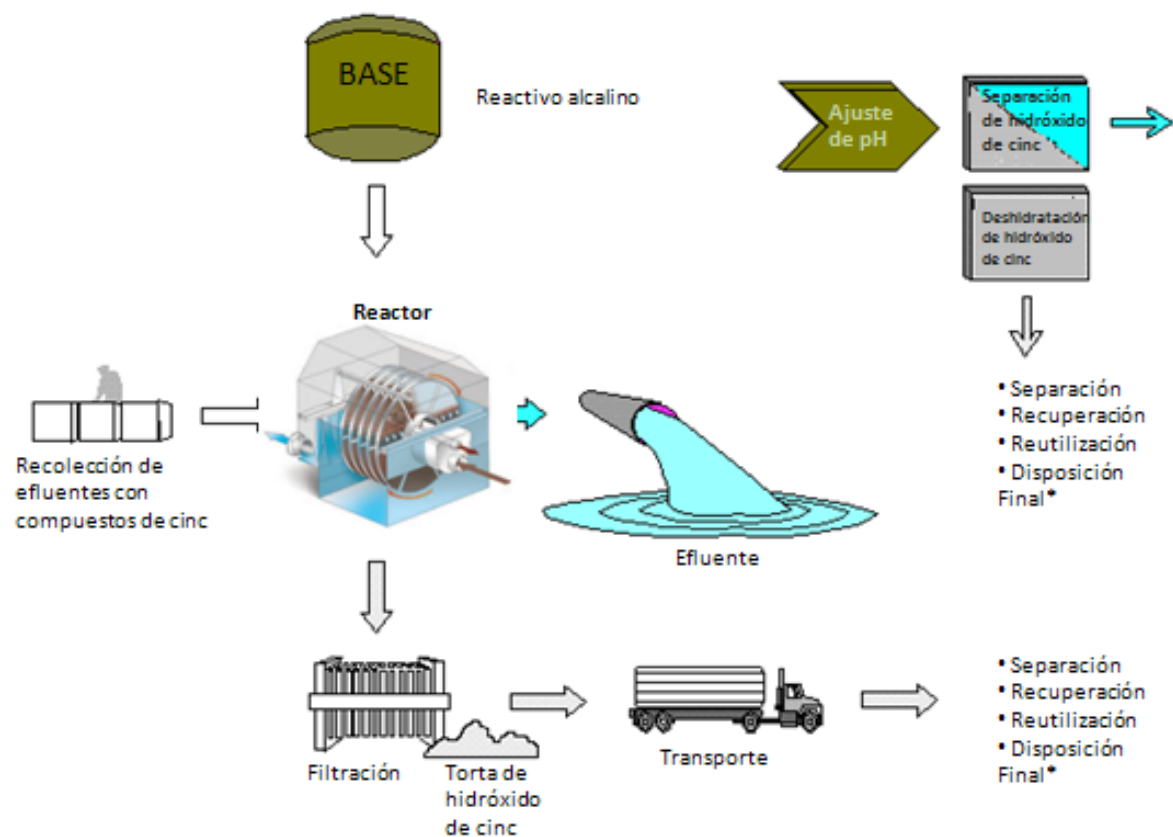 BASE
Reactivo alcalino
Ajuste
de pH
Separación
de hidróxido
de cinc
Deshidratación
de hidróxido
de cinc
Reactor
Recolección de
efluentes con
compuestos de cinc
Efluente
• Separación
• Recuperación
• Reutilización
• Disposición
Final*
Filtración
Torta de
hidróxido
de cinc
Transporte
• Separación
• Recuperación
• Reutilización
• Disposición
Final*